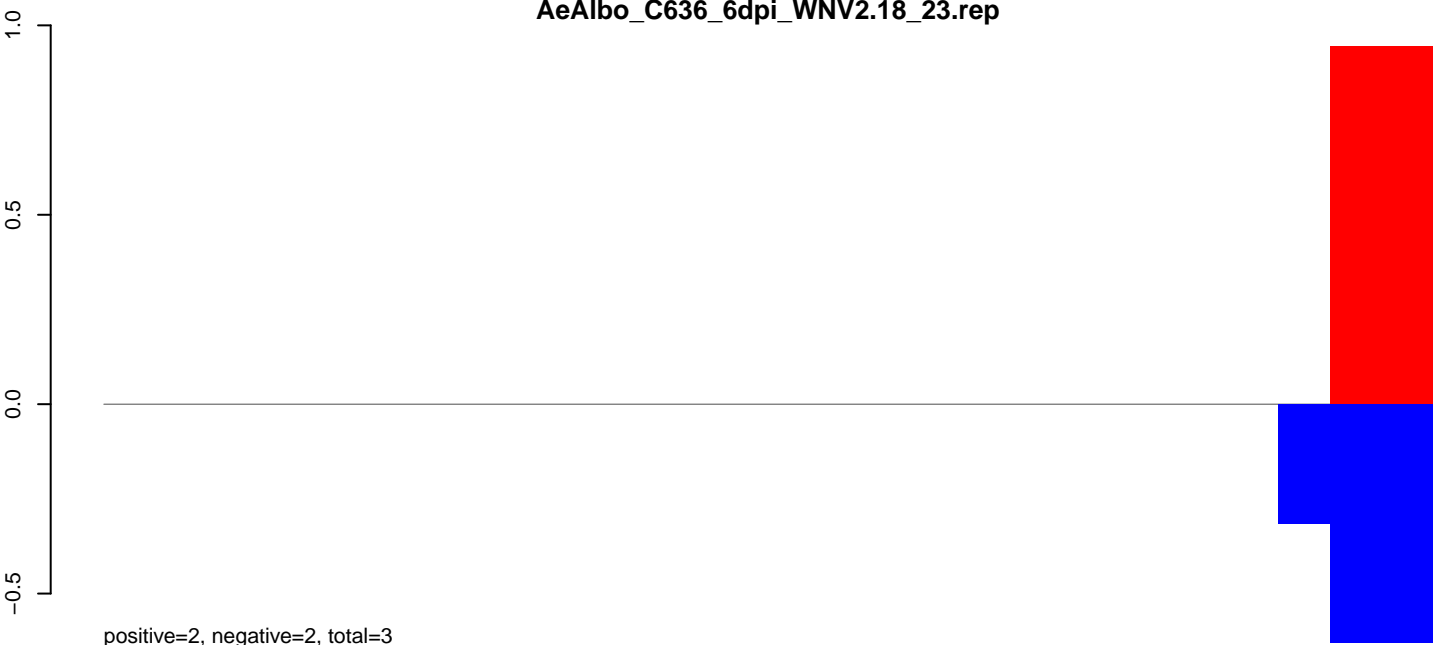 AeAlbo_C636_6dpi_WNV2.18_23.rep
1.0
0.5
0.0
−0.5
positive=2, negative=2, total=3